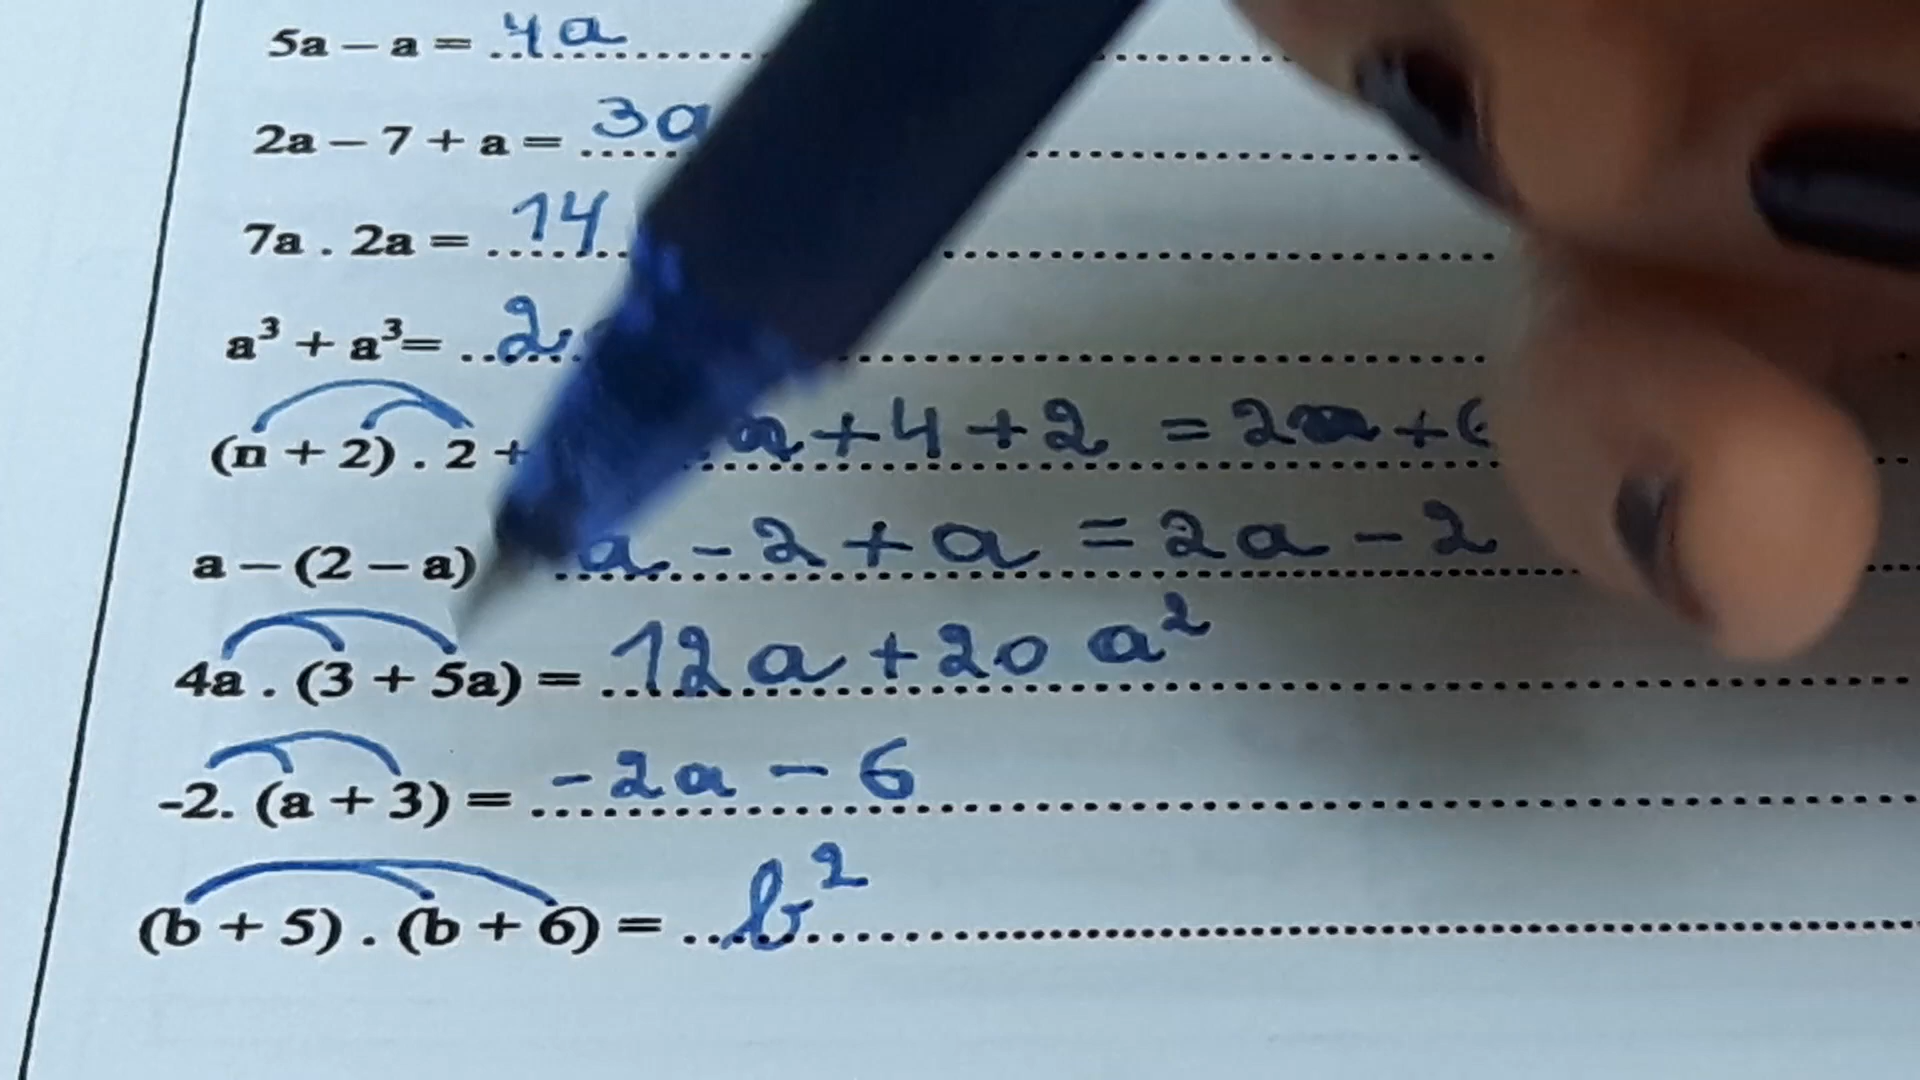 5a – a = 4a
2a – 7 + a = 3a
7a . 2a = 14
a³ + a³= 2
(n + 2) . 2 + n + 4 + 2 = 2n + 6
a – (2 – a) a - 2 + a = 2a - 2
4a . (3 + 5a) = 12a + 20 a²
-2. (a + 3) = -2a - 6
(b + 5) . (b + 6) = b²